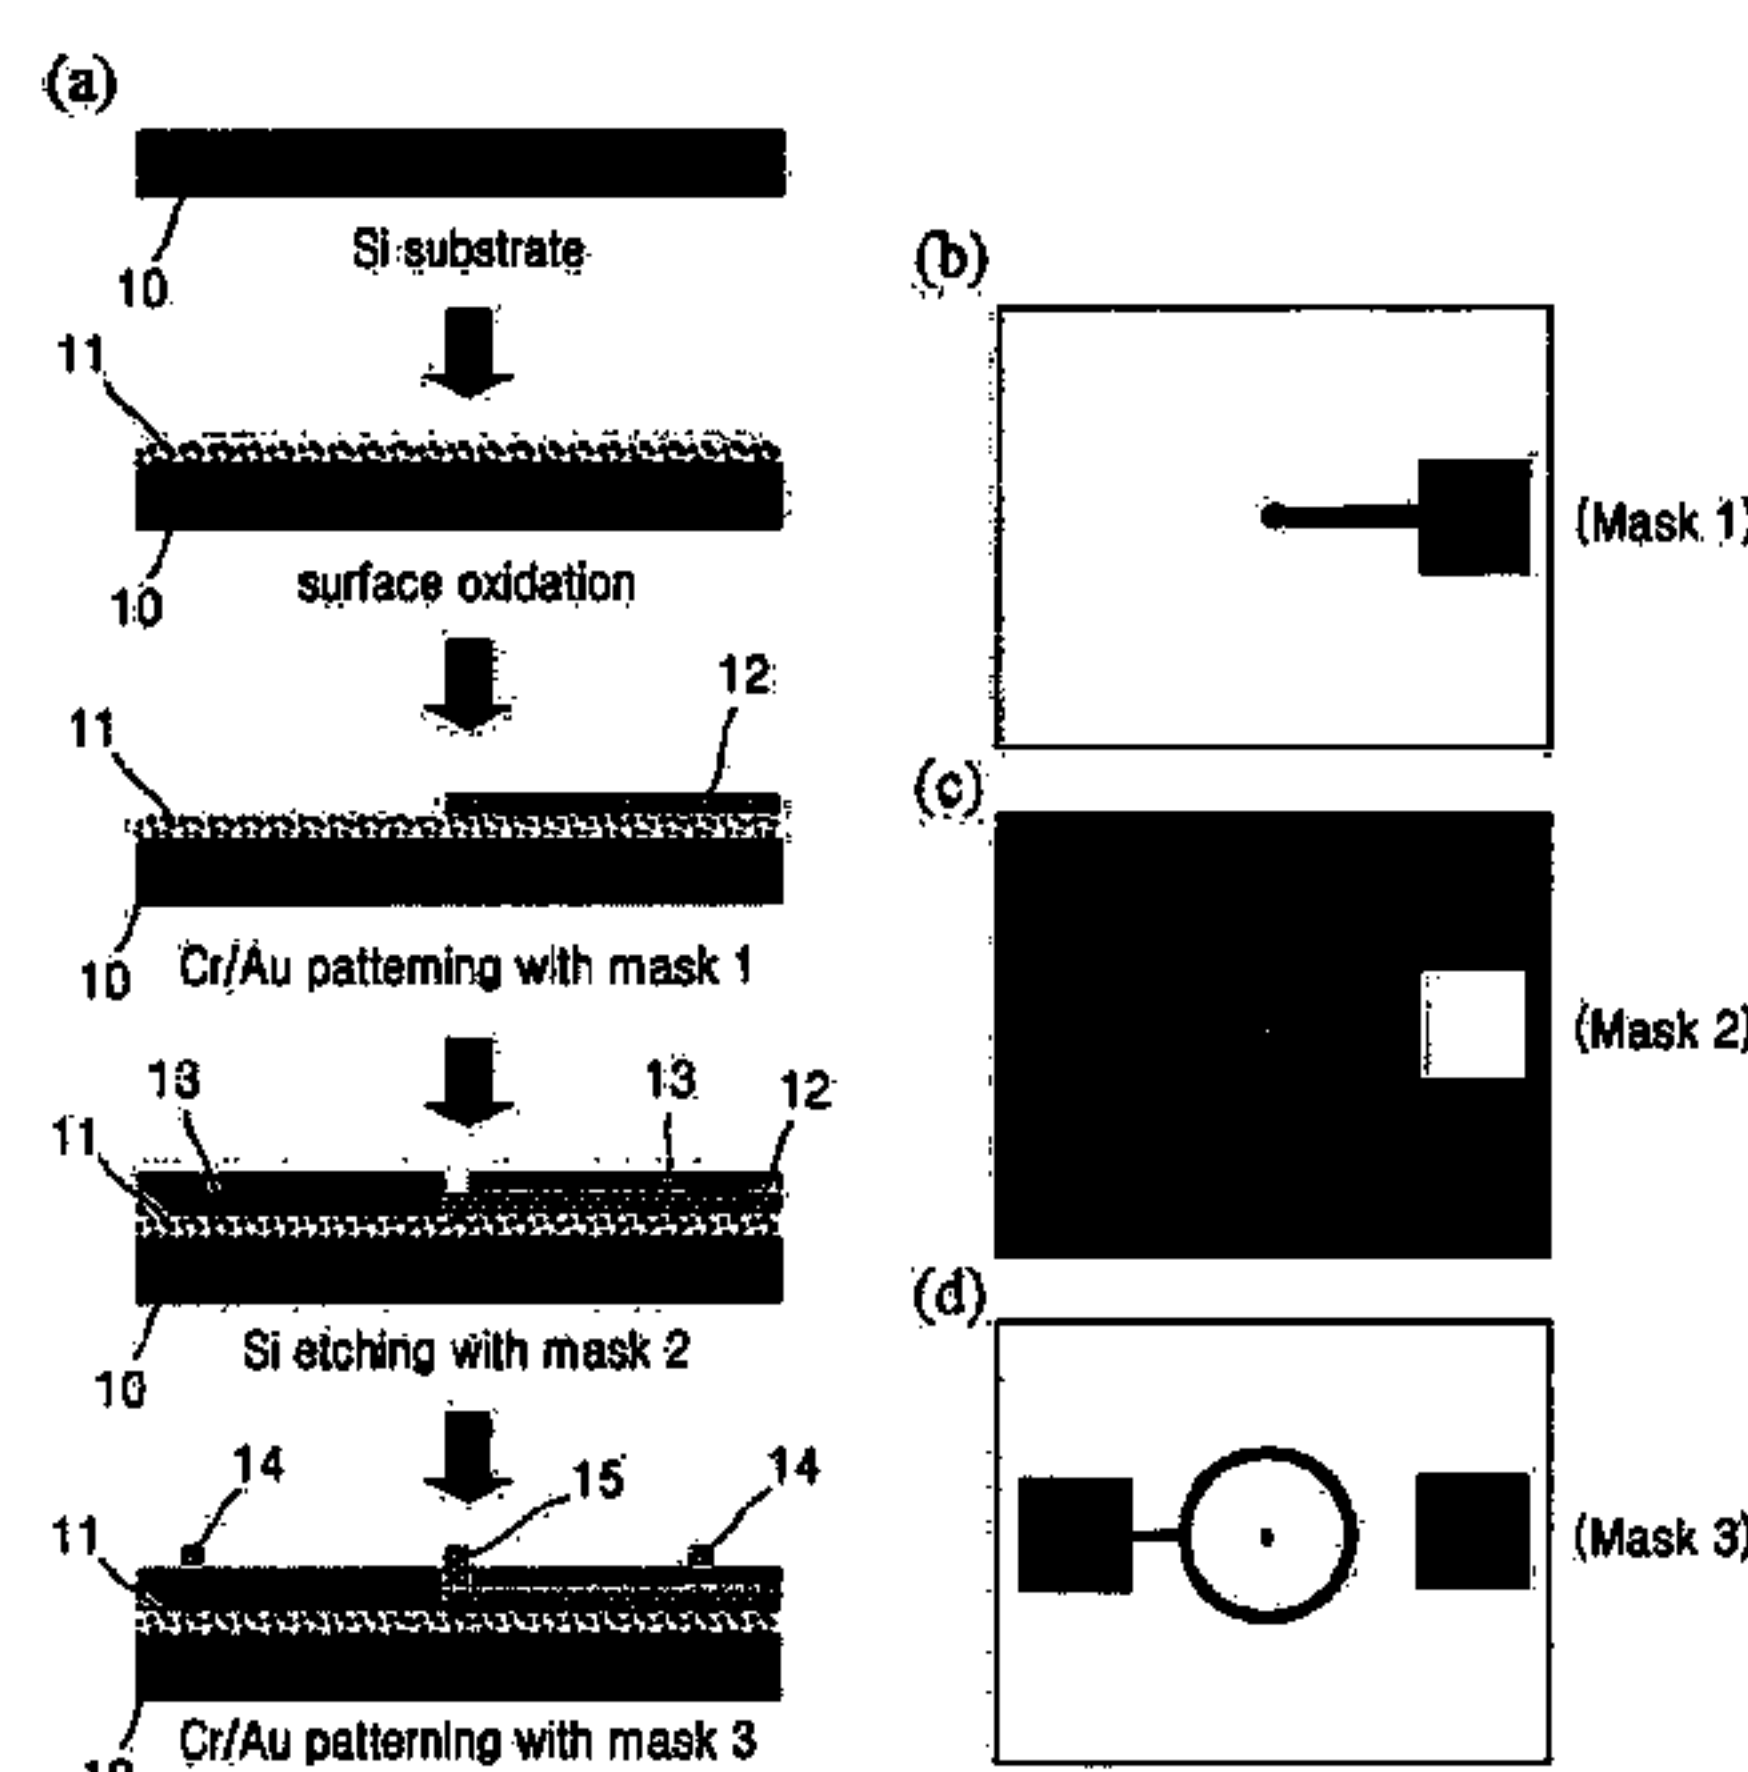 (a)
Si substrate
10
11
10
surface oxidation
12
11
10
Cr/Au patterning with mask 1
13
13
12
11
10
Si etching with mask 2
14
15
14
11
Cr/Au patterning with mask 3
(b)
(Mask 1)
(c)
(Mask 2)
(d)
(Mask 3)